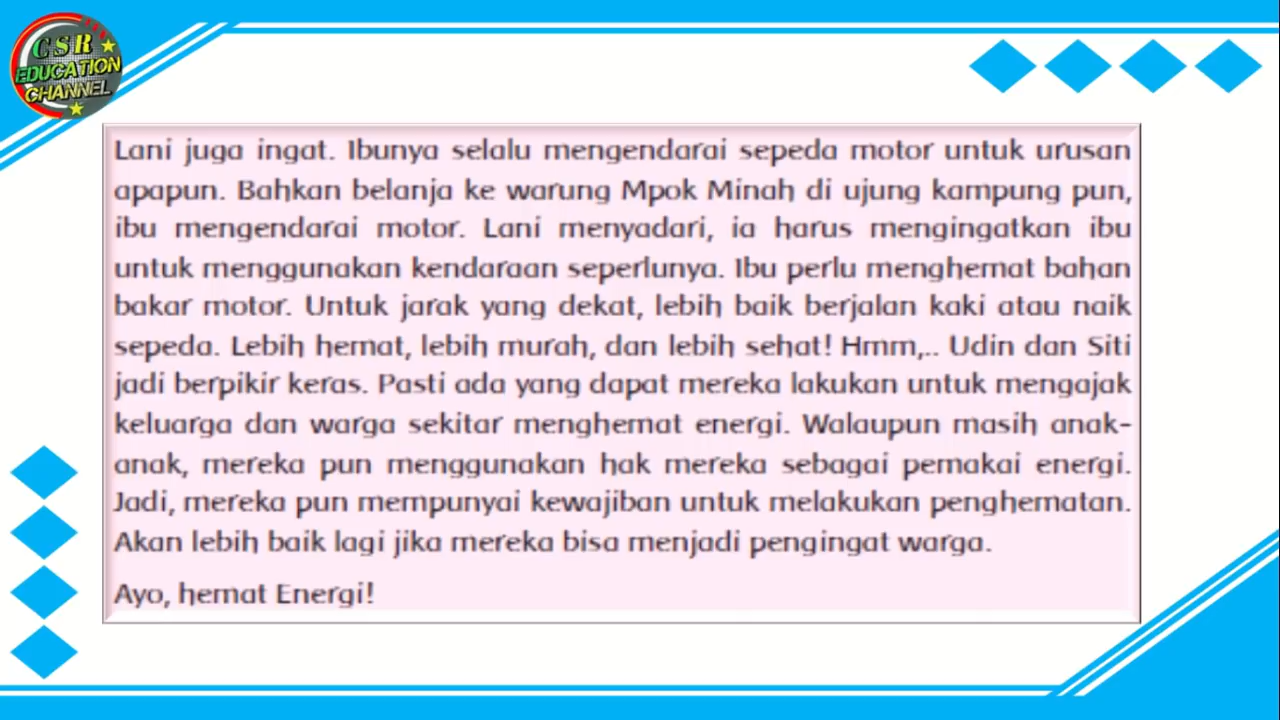 CSR
EDUCATION
CHANNEL
Lani juga ingat. Ibunya selalu mengendarai sepeda motor untuk urusan
apapun. Bahkan belanja ke warung Mpok Minah di ujung kampung pun,
ibu mengendarai motor. Lani menyadari, ia harus mengingatkan ibu
untuk menggunakan kendaraan seperlunya. Ibu perlu menghemat bahan
bakar motor. Untuk jarak yang dekat, lebih baik berjalan kaki atau naik
sepeda. Lebih hemat, lebih murah, dan lebih sehat! Hmm,.. Udin dan Siti
jadi berpikir keras. Pasti ada yang dapat mereka lakukan untuk mengajak
keluarga dan warga sekitar menghemat energi. Walaupun masih anak-
anak, mereka pun menggunakan hak mereka sebagai pemakai energi.
Jadi, mereka pun mempunyai kewajiban untuk melakukan penghematan.
Akan lebih baik lagi jika mereka bisa menjadi pengingat warga.
Ayo, hemat Energi!